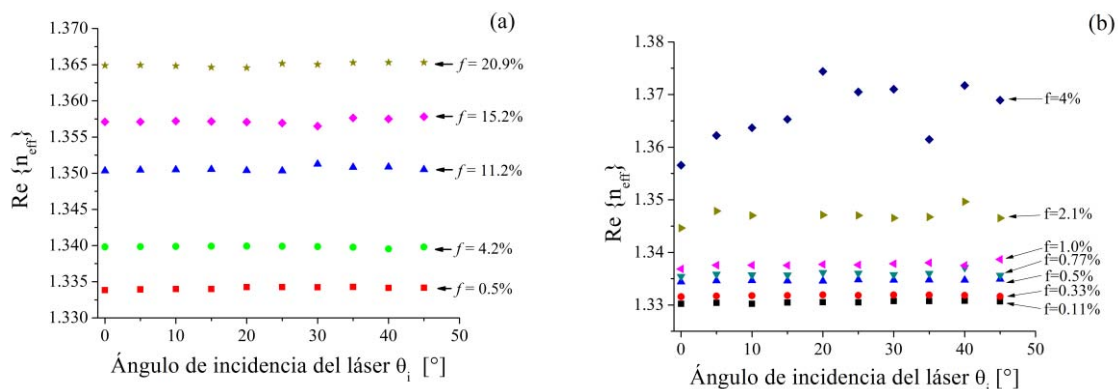 (a)
1.370
1.365
1.360
1.355
1.350
1.345
1.340
1.335
1.330
Re {n_eff}
f = 20.9%
f = 15.2%
f = 11.2%
f = 4.2%
f = 0.5%
0 10 20 30 40 50
Ángulo de incidencia del láser θ_i [°]
(b)
1.38
1.37
1.36
1.35
1.34
1.33
Re {n_eff}
f=4%
f=2.1%
f=1.0%
f=0.77%
f=0.5%
f=0.33%
f=0.11%
0 10 20 30 40 50
Ángulo de incidencia del láser θ_i [°]